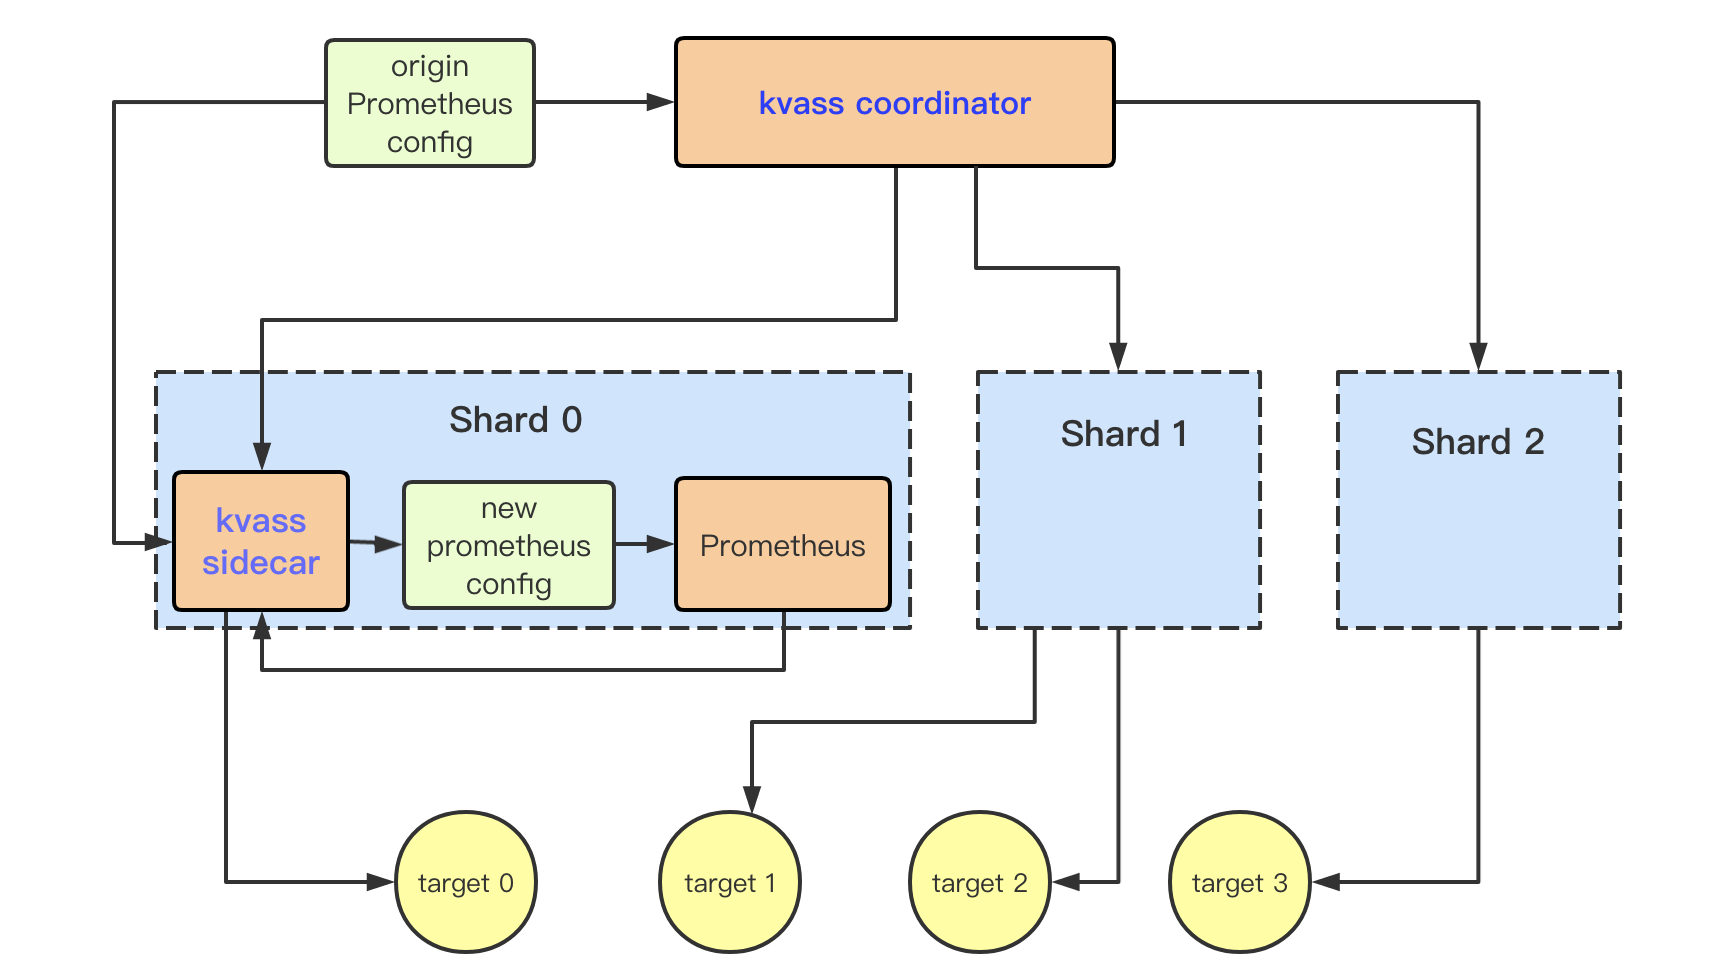 origin
Prometheus
config
kvass coordinator
Shard 0
Shard 1
Shard 2
kvass
sidecar
new
prometheus
config
Prometheus
target 0
target 1
target 2
target 3